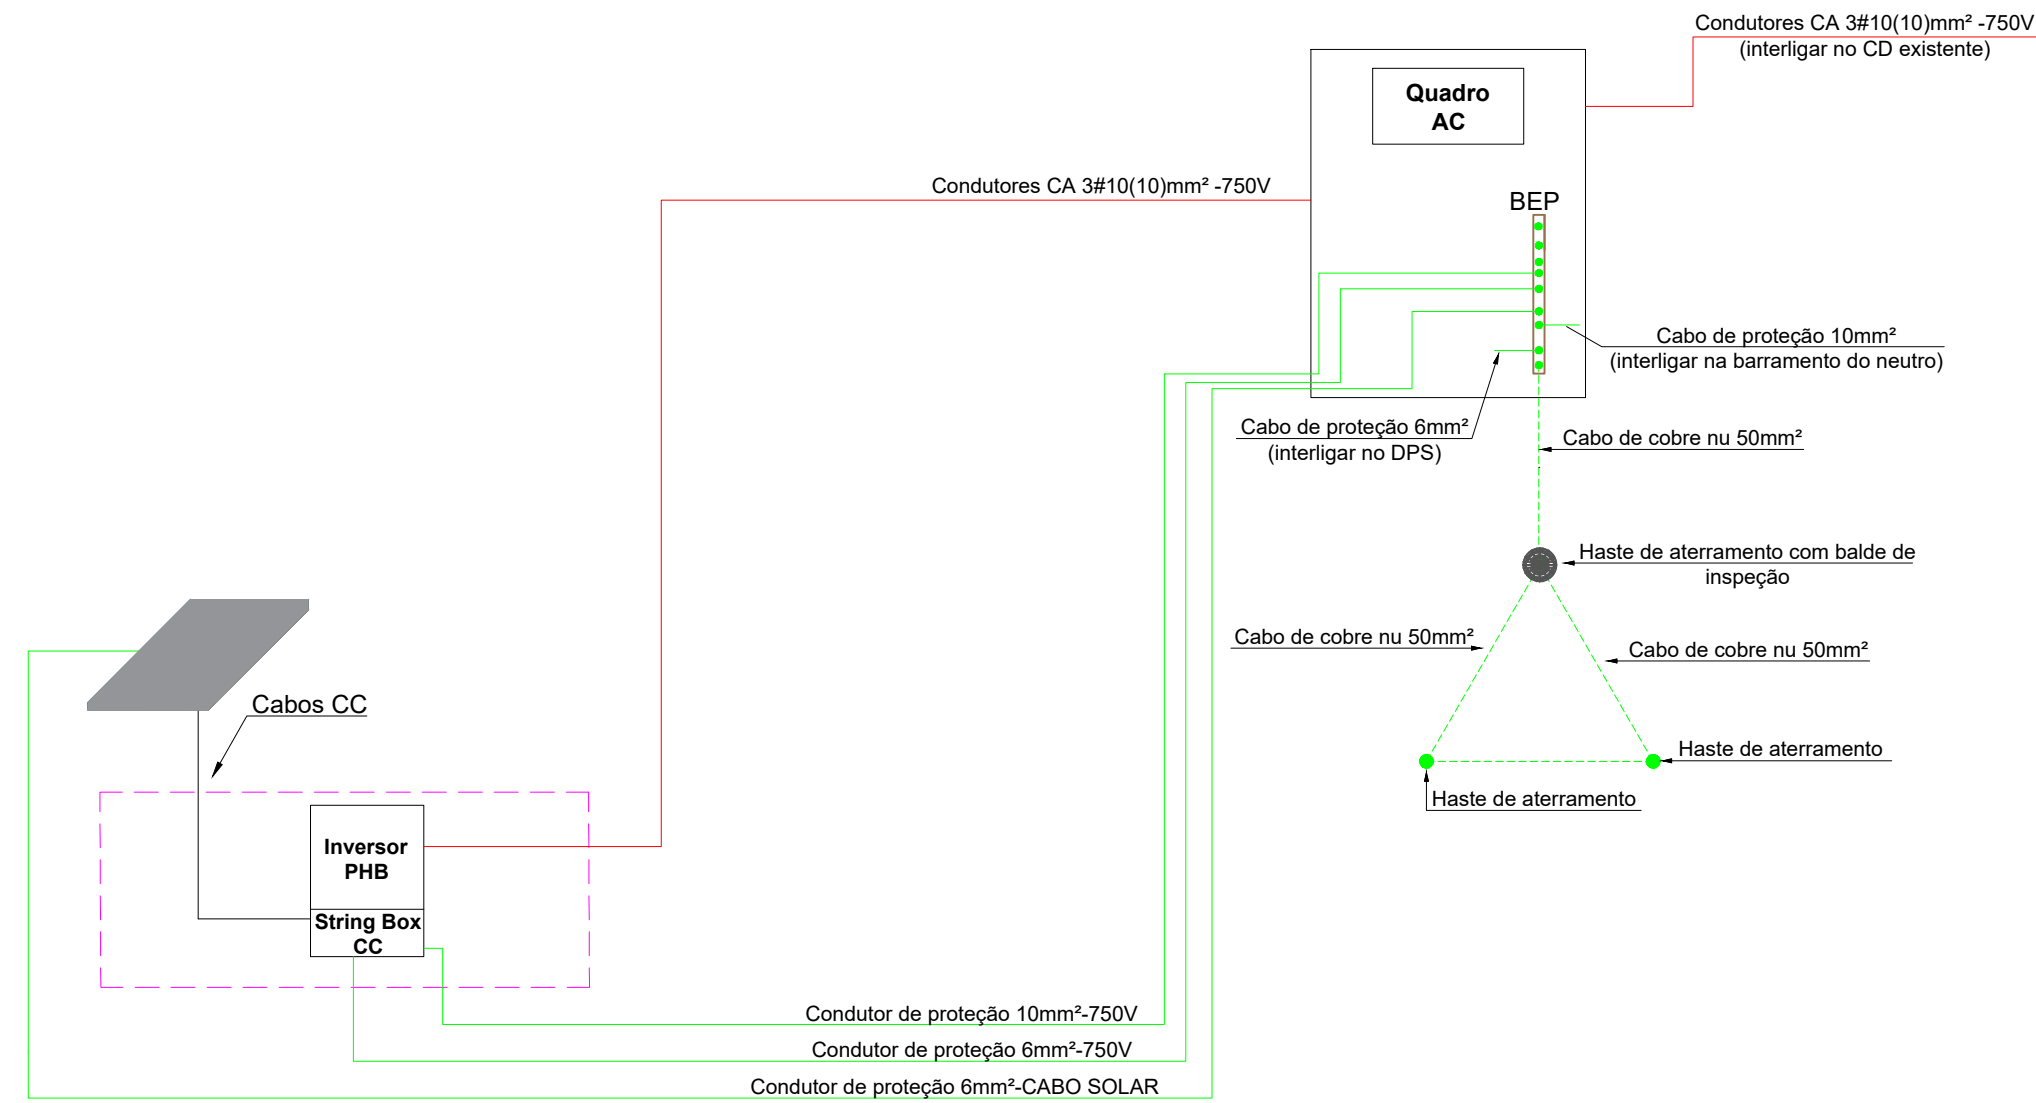 Condutores CA 3#10(10)mm² -750V
(interligar no CD existente)
Quadro
AC
Condutores CA 3#10(10)mm² -750V
BEP
Cabo de proteção 10mm²
(interligar na barramento do neutro)
Cabo de proteção 6mm²
(interligar no DPS)
Cabo de cobre nu 50mm²
Haste de aterramento com balde de
inspeção
Cabo de cobre nu 50mm²
Cabo de cobre nu 50mm²
Cabos CC
Haste de aterramento
Haste de aterramento
Inversor
PHB
String Box
CC
Condutor de proteção 10mm²-750V
Condutor de proteção 6mm²-750V
Condutor de proteção 6mm²-CABO SOLAR